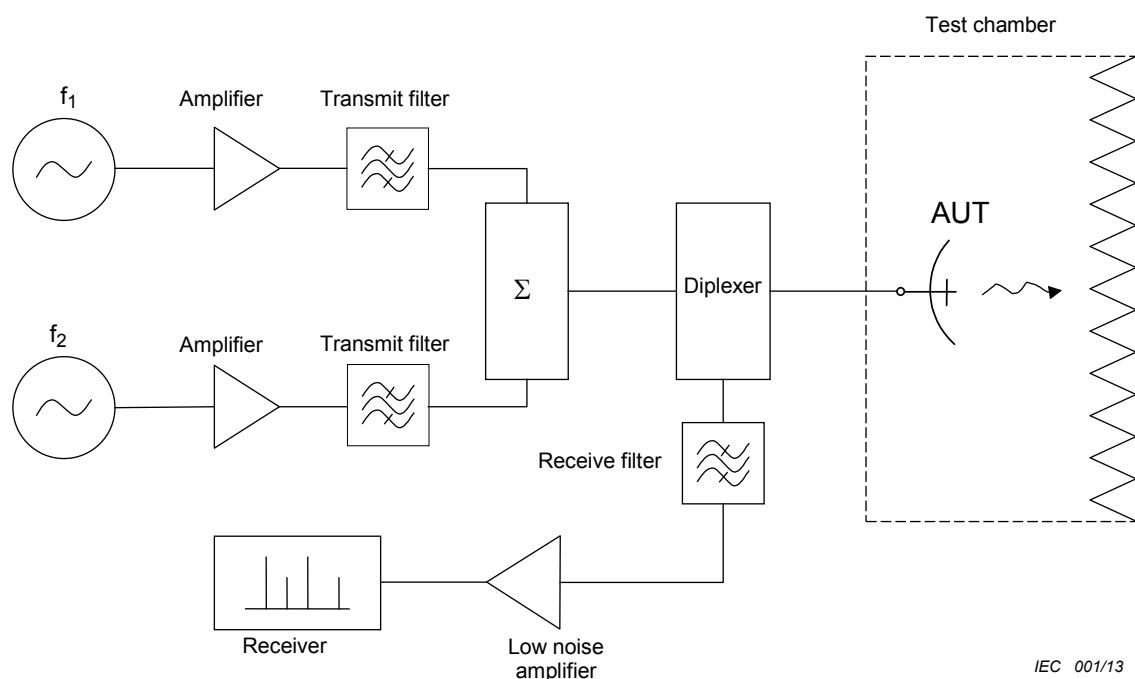 Test chamber
f1
Amplifier
Transmit filter
AUT
Σ
Diplexer
f2
Amplifier
Transmit filter
Receive filter
Receiver
Low noise
amplifier
IEC 001/13